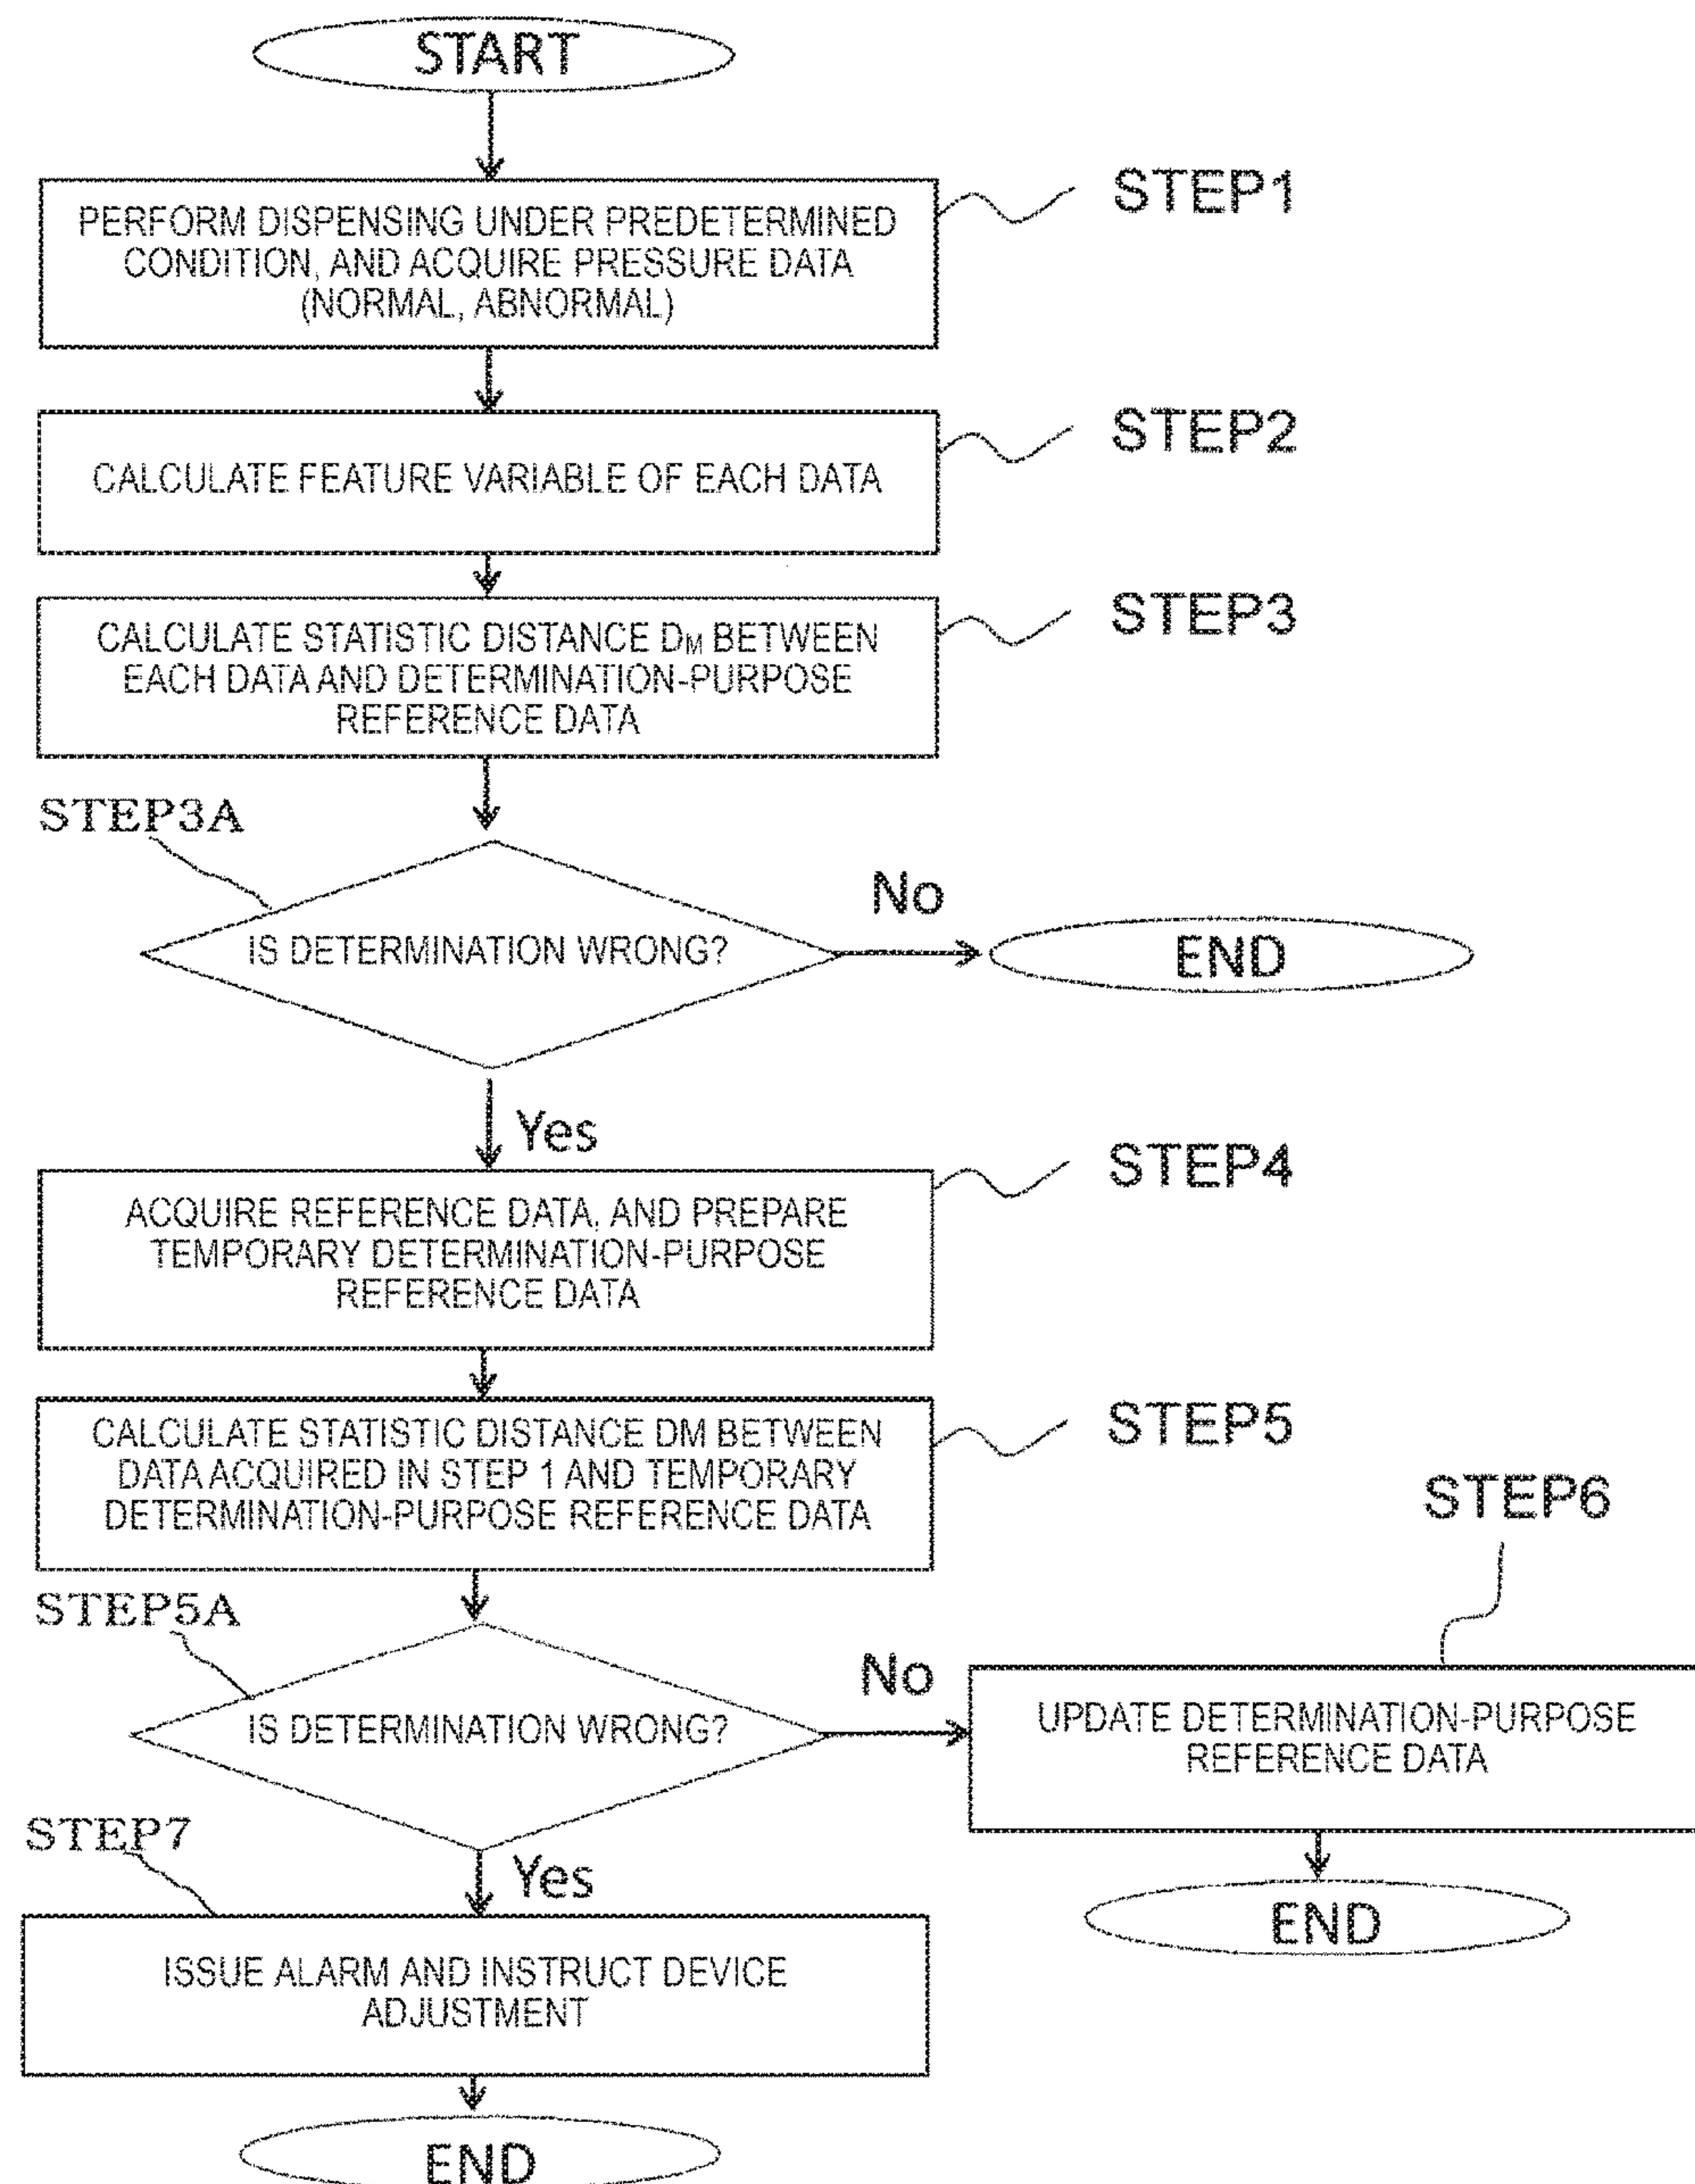 START
STEP1
PERFORM DISPENSING UNDER PREDETERMINED
CONDITION, AND ACQUIRE PRESSURE DATA
(NORMAL, ABNORMAL)
STEP2
CALCULATE FEATURE VARIABLE OF EACH DATA
STEP3
CALCULATE STATISTIC DISTANCE DM BETWEEN
EACH DATA AND DETERMINATION-PURPOSE
REFERENCE DATA
STEP3A
No
IS DETERMINATION WRONG?
END
Yes
STEP4
ACQUIRE REFERENCE DATA, AND PREPARE
TEMPORARY DETERMINATION-PURPOSE
REFERENCE DATA
STEP5
CALCULATE STATISTIC DISTANCE DM BETWEEN
DATA ACQUIRED IN STEP 1 AND TEMPORARY
DETERMINATION-PURPOSE REFERENCE DATA
STEP6
STEP5A
No
IS DETERMINATION WRONG?
UPDATE DETERMINATION-PURPOSE
REFERENCE DATA
STEP7
Yes
END
ISSUE ALARM AND INSTRUCT DEVICE
ADJUSTMENT
END